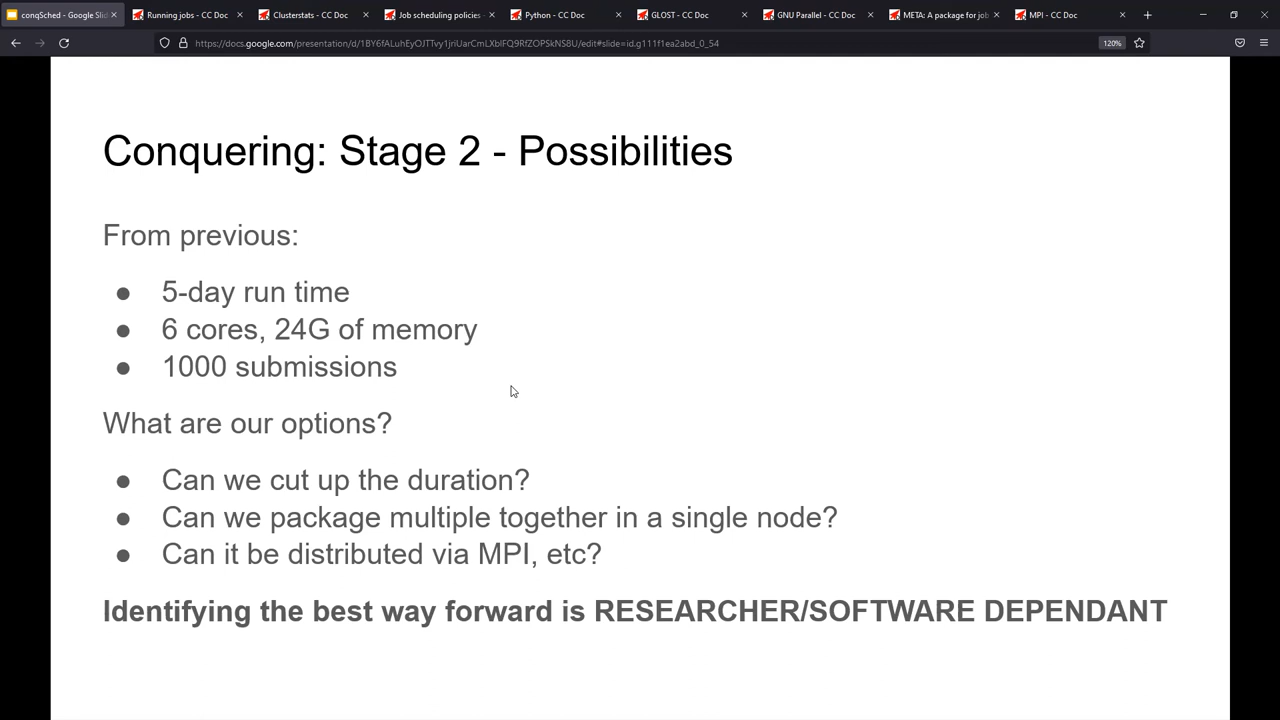 conqSched - Google Slid
Running jobs - CC Doc
Clusterstats - CC Doc
Job scheduling policies -
Python - CC Doc
GLOST - CC Doc
GNU Parallel - CC Doc
META: A package for job
MPI - CC Doc
https://docs.google.com/presentation/d/1BY6fALuhEyOJTTvy1jriUarCmLXbIFQ9RfZOPSkNS8U/edit#slide=id.g111f1ea2abd_0_54
120%
Conquering: Stage 2 - Possibilities
From previous:
● 5-day run time
● 6 cores, 24G of memory
● 1000 submissions
What are our options?
● Can we cut up the duration?
● Can we package multiple together in a single node?
● Can it be distributed via MPI, etc?
Identifying the best way forward is RESEARCHER/SOFTWARE DEPENDANT